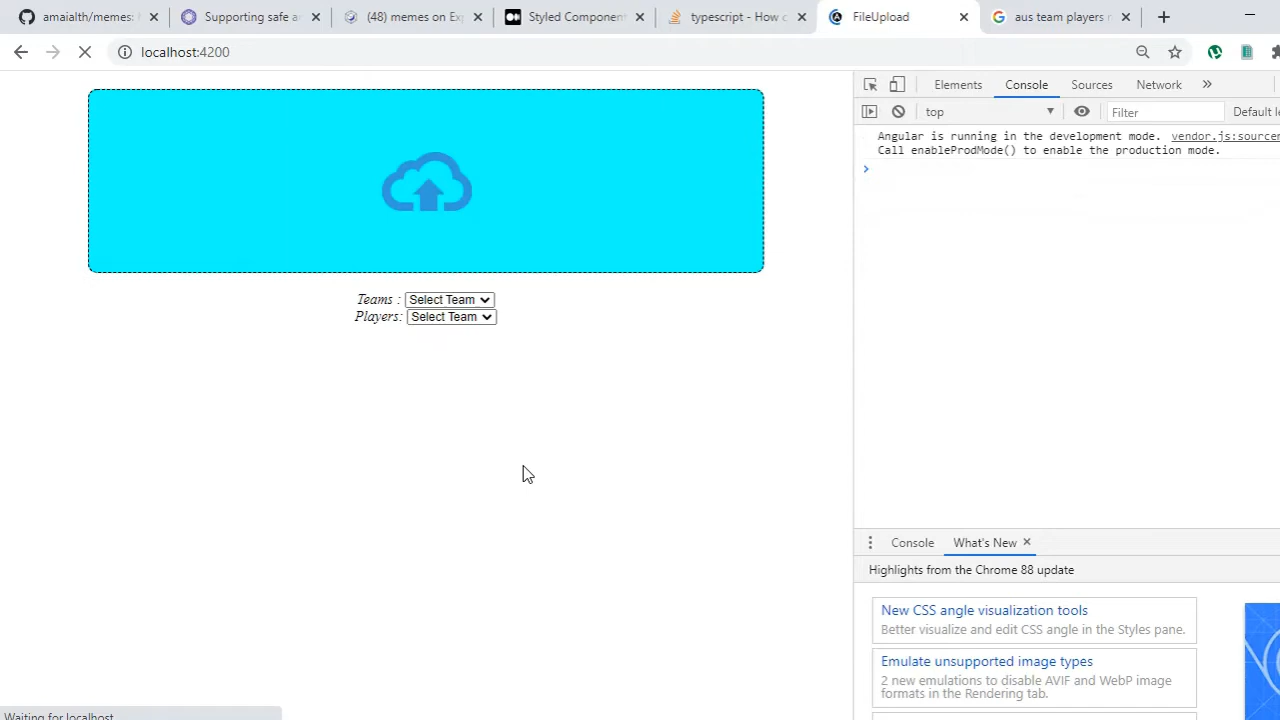 amaialth/memes:
Supporting safe a
(48) memes on Ex
Styled Component
typescript - How c
FileUpload
aus team players
localhost:4200
Elements
Console
Sources
Network
top
Filter
Default le
Angular is running in the development mode. vendor.js:sourcem
Call enableProdMode() to enable the production mode.
Teams : Select Team
Players: Select Team
Console
What's New
Highlights from the Chrome 88 update
New CSS angle visualization tools
Better visualize and edit CSS angle in the Styles pane.
Emulate unsupported image types
2 new emulations to disable AVIF and WebP image
formats in the Rendering tab.
Waiting for localhost